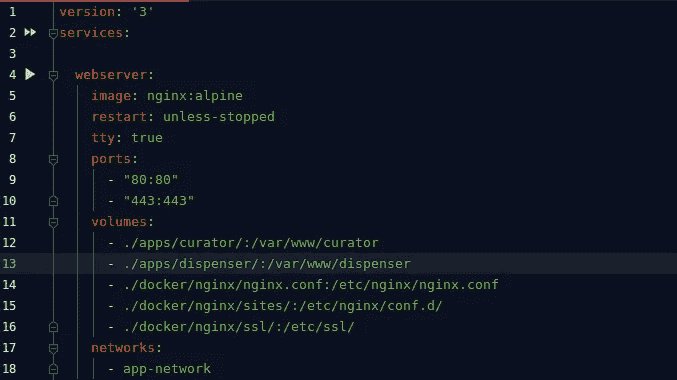 1 version: '3'
2 services:
3
4 webserver:
5 image: nginx:alpine
6 restart: unless-stopped
7 tty: true
8 ports:
9 - "80:80"
10 - "443:443"
11 volumes:
12 - ./apps/curator/:/var/www/curator
13 - ./apps/dispenser/:/var/www/dispenser
14 - ./docker/nginx/nginx.conf:/etc/nginx/nginx.conf
15 - ./docker/nginx/sites/:/etc/nginx/conf.d/
16 - ./docker/nginx/ssl/:/etc/ssl/
17 networks:
18 - app-network